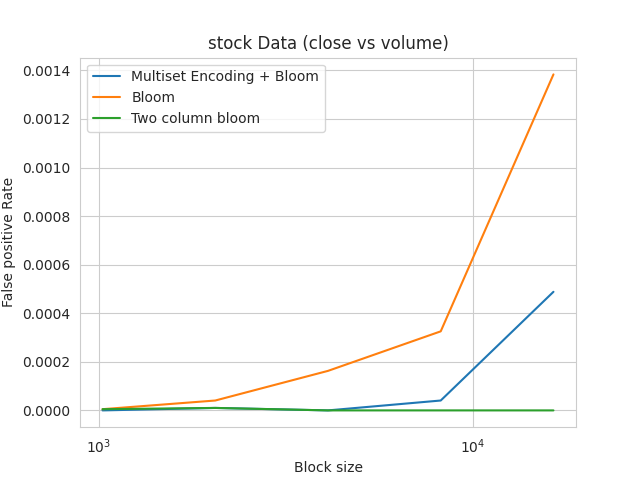 stock Data (close vs volume)
Multiset Encoding + Bloom
Bloom
Two column bloom
0.0014
0.0012
0.0010
0.0008
0.0006
0.0004
0.0002
0.0000
False positive Rate
10³
10⁴
Block size